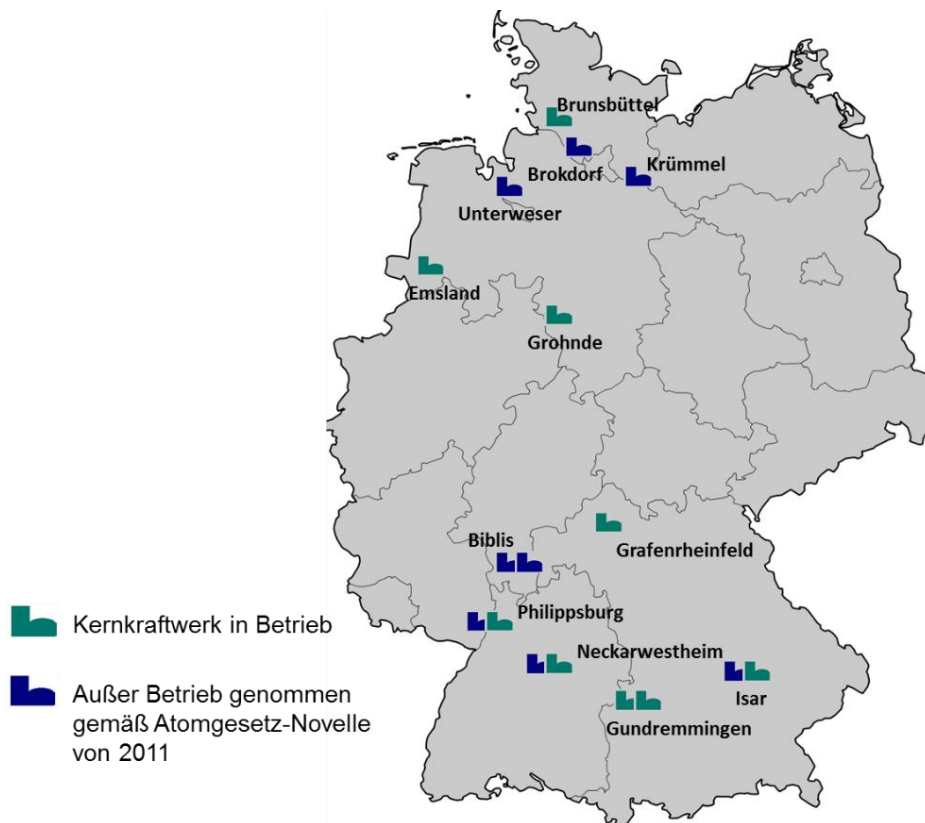 Brunsbüttel
Brokdorf
Krümmel
Unterweser
Emsland
Grohnde
Grafenrheinfeld
Biblis
Philippsburg
Neckarwestheim
Isar
Gundremmingen
Kernkraftwerk in Betrieb
Außer Betrieb genommen
gemäß Atomgesetz-Novelle
von 2011